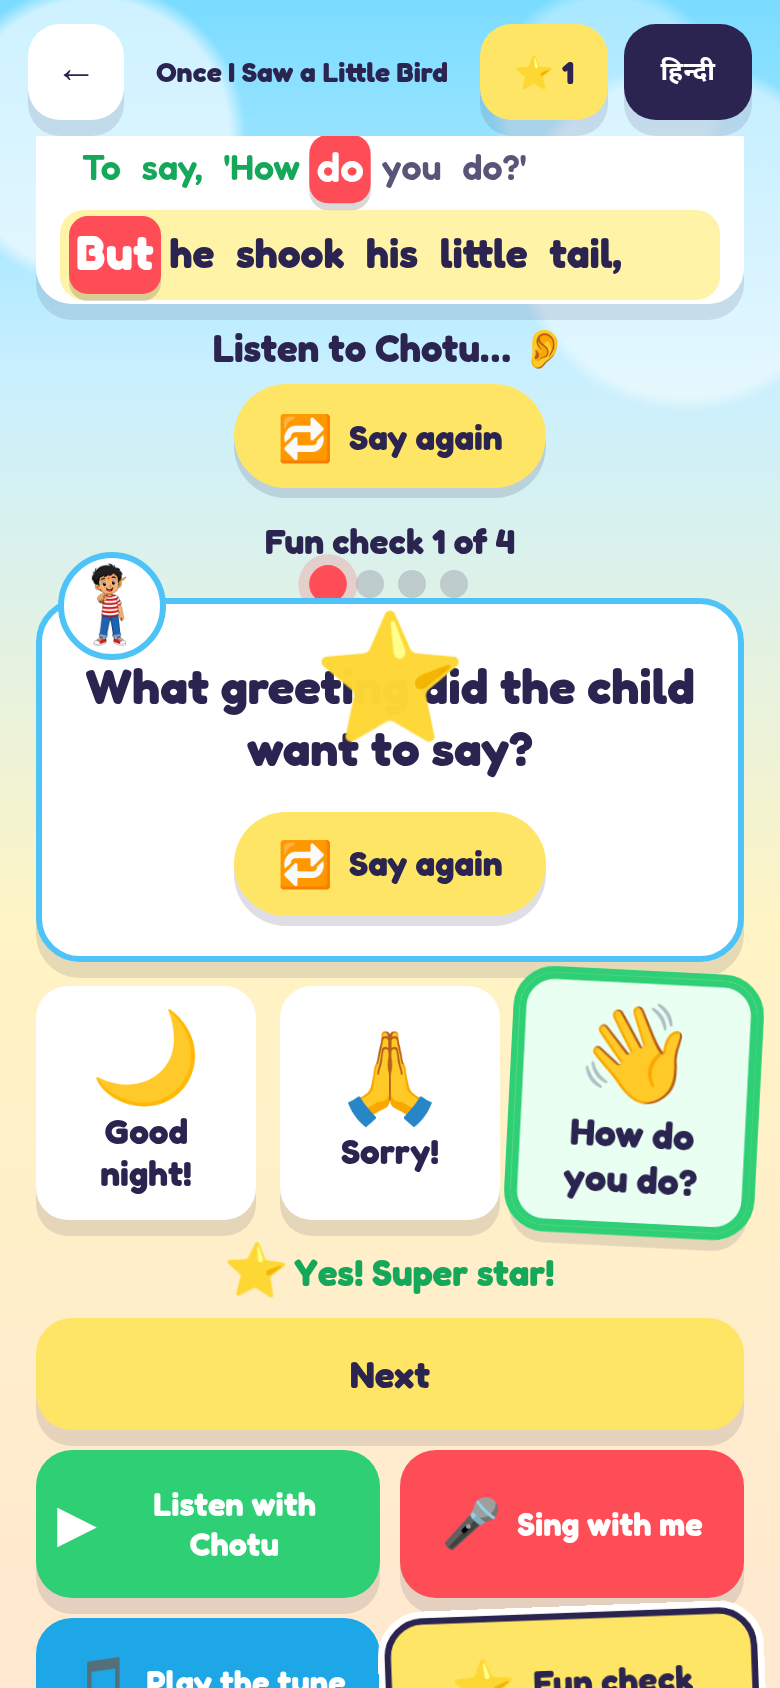 ←
Once I Saw a Little Bird
1
हिन्दी
To say, 'How do you do?'
But he shook his little tail,
Listen to Chotu...
Say again
Fun check 1 of 4
What greeting did the child
want to say?
Say again
Good
night!
Sorry!
How do
you do?
Yes! Super star!
Next
Listen with
Chotu
Sing with me
Play the tune
Fun check